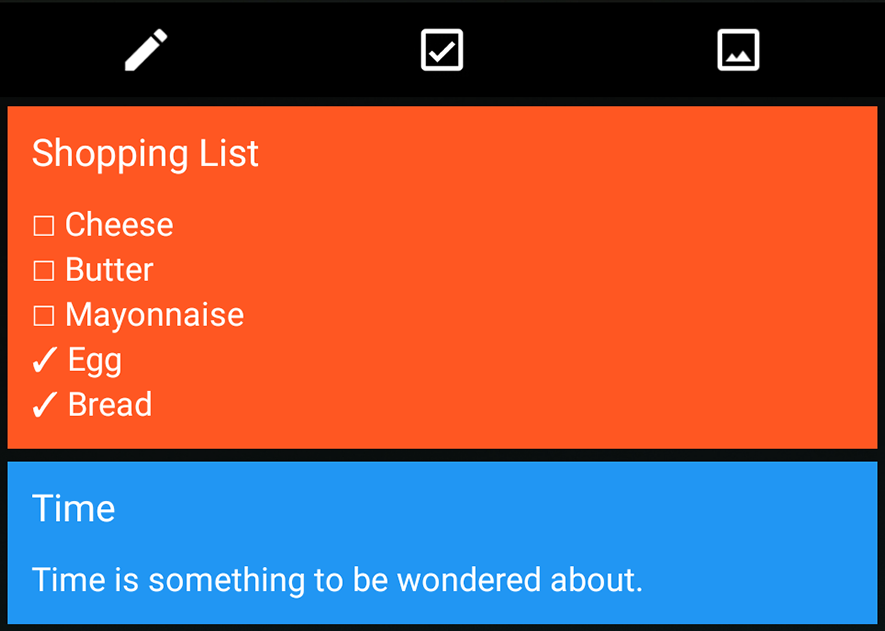 Shopping List
☐ Cheese
☐ Butter
☐ Mayonnaise
✓ Egg
✓ Bread
Time
Time is something to be wondered about.